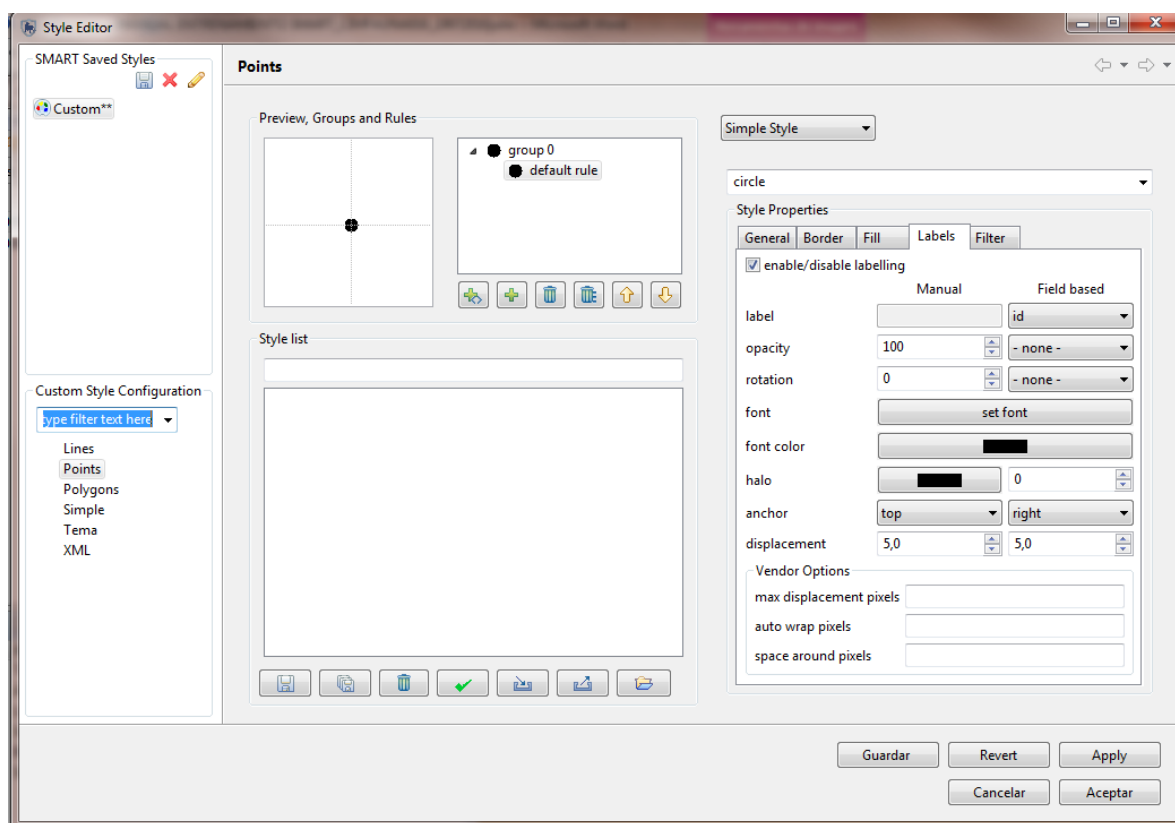 Style Editor
SMART Saved Styles
Custom**
Custom Style Configuration
type filter text here
Lines
Points
Polygons
Simple
Tema
XML
Points
Preview, Groups and Rules
group 0
default rule
Style list
Simple Style
circle
Style Properties
General Border Fill Labels Filter
enable/disable labelling
Manual Field based
label id
opacity 100 - none -
rotation 0 - none -
font set font
font color
halo 0
anchor top right
displacement 5,0 5,0
Vendor Options
max displacement pixels
auto wrap pixels
space around pixels
Guardar Revert Apply
Cancelar Aceptar